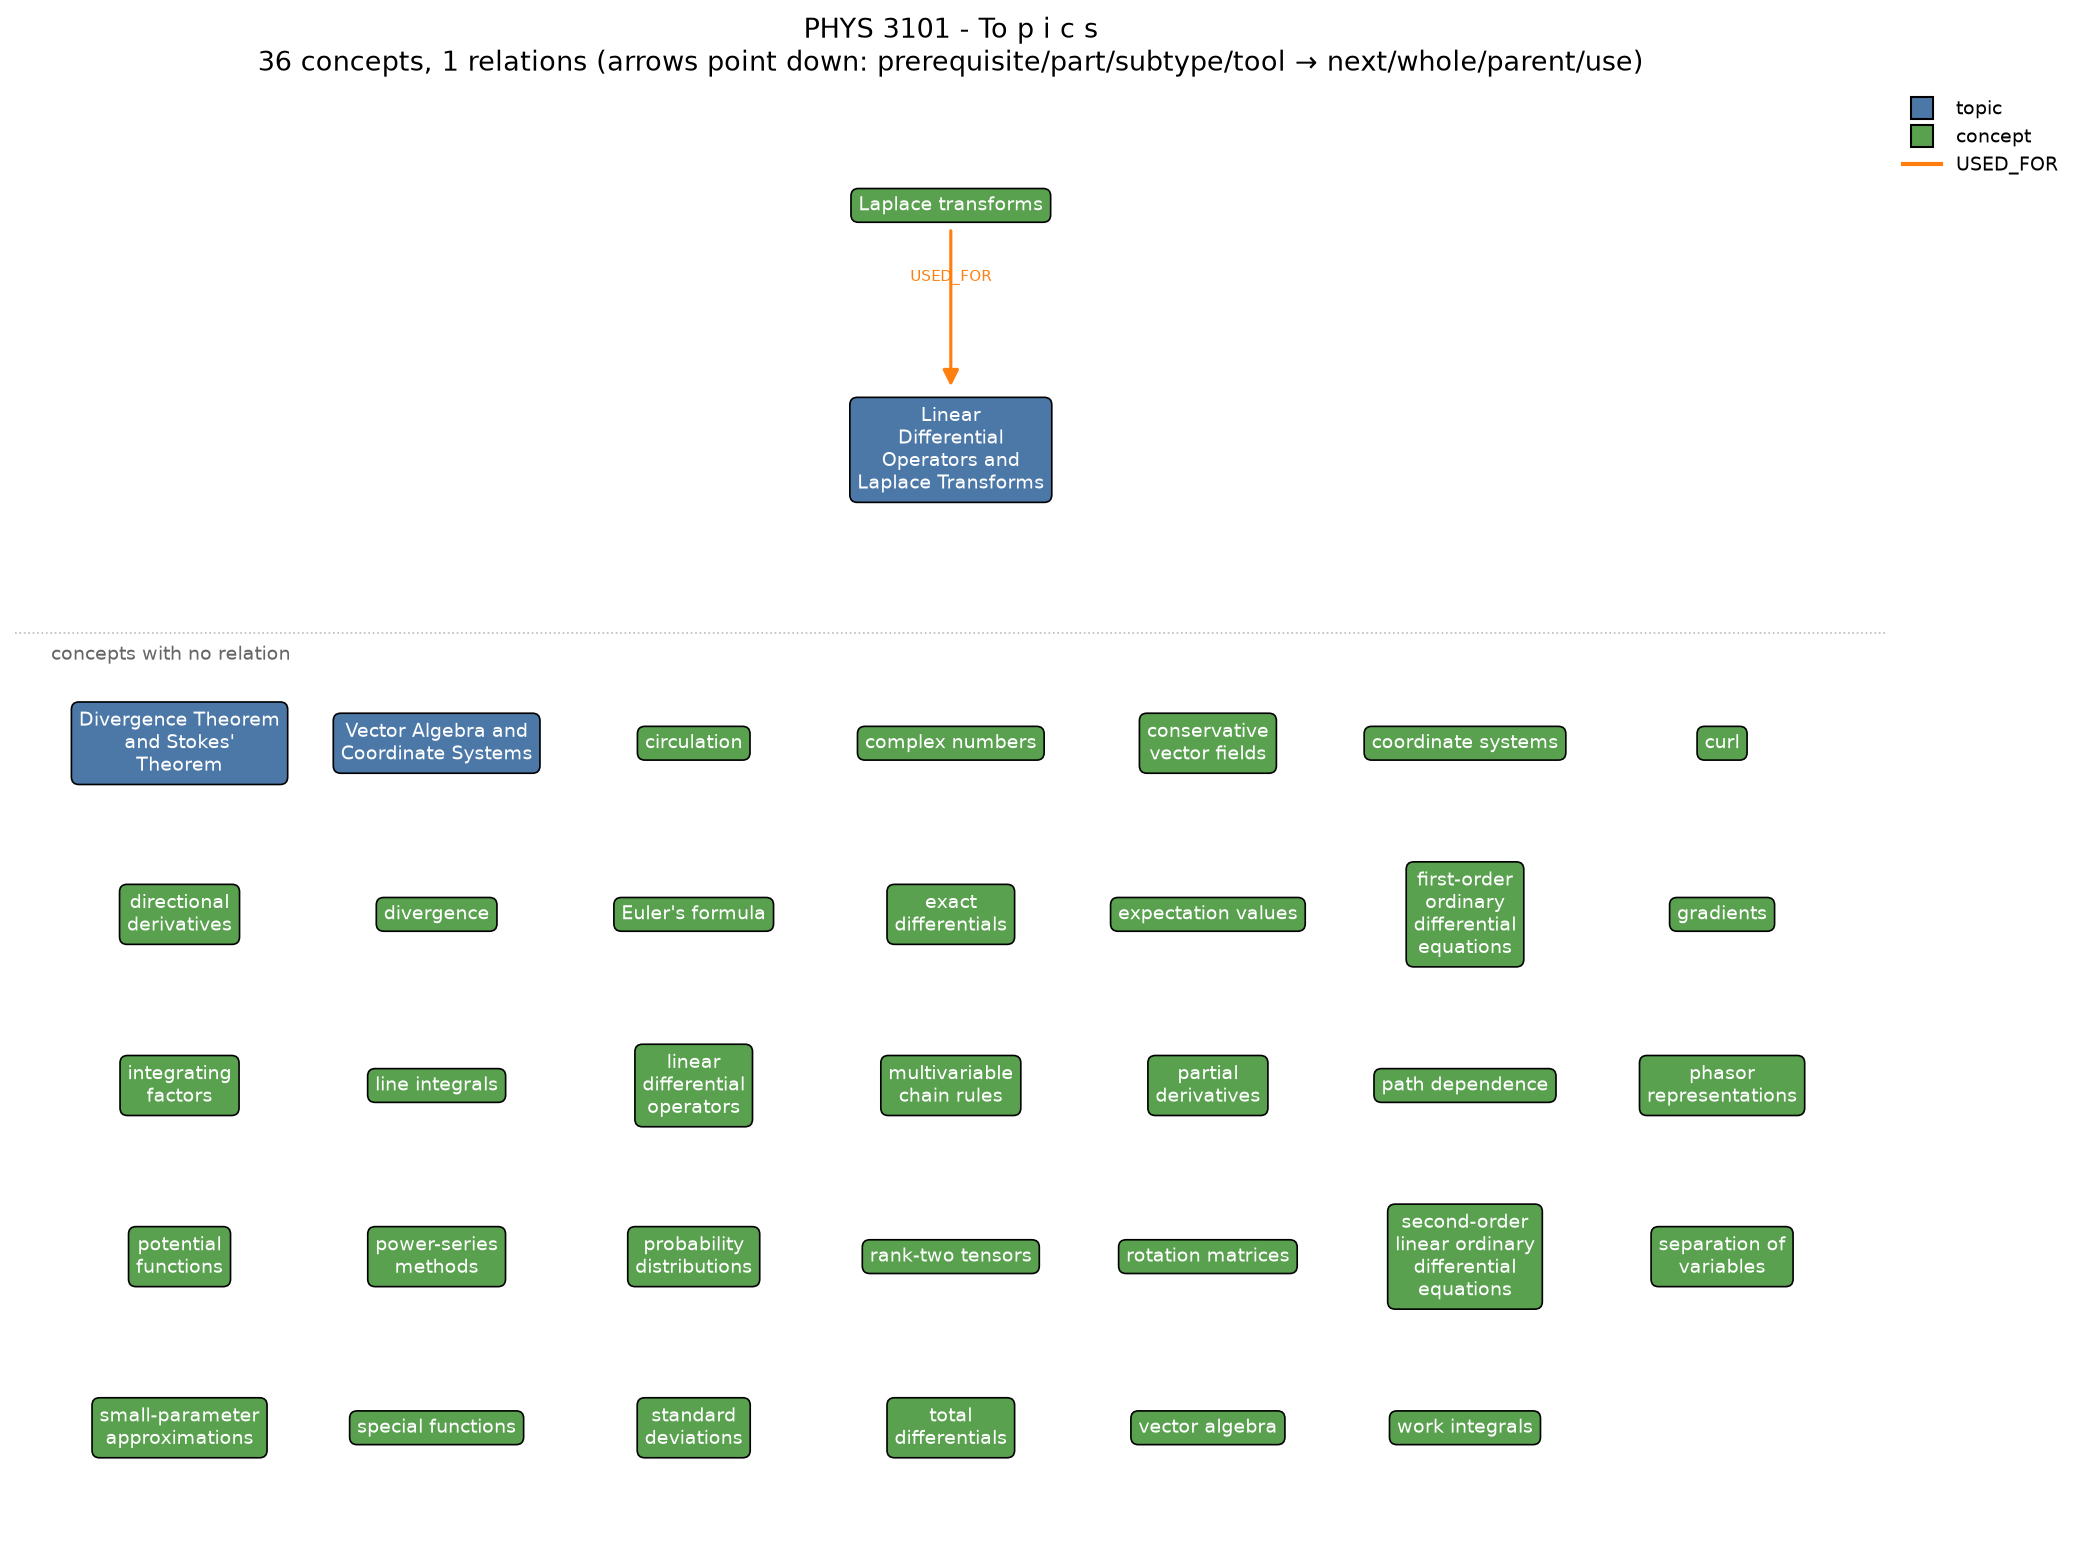 PHYS 3101 - To p i c s
36 concepts, 1 relations (arrows point down: prerequisite/part/subtype/tool → next/whole/parent/use)
topic
concept
USED_FOR
Laplace transforms
USED_FOR
Linear
Differential
Operators and
Laplace Transforms
concepts with no relation
Divergence Theorem
and Stokes'
Theorem
Vector Algebra and
Coordinate Systems
circulation
complex numbers
conservative
vector fields
coordinate systems
curl
directional
derivatives
divergence
Euler's formula
exact
differentials
expectation values
first-order
ordinary
differential
equations
gradients
integrating
factors
line integrals
linear
differential
operators
multivariable
chain rules
partial
derivatives
path dependence
phasor
representations
potential
functions
power-series
methods
probability
distributions
rank-two tensors
rotation matrices
second-order
linear ordinary
differential
equations
separation of
variables
small-parameter
approximations
special functions
standard
deviations
total
differentials
vector algebra
work integrals